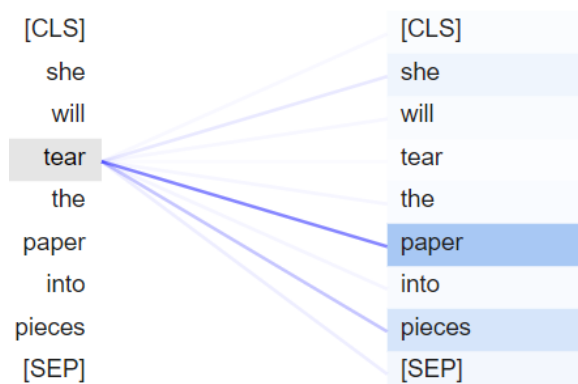 [CLS] [CLS]
she she
will will
tear tear
the the
paper paper
into into
pieces pieces
[SEP] [SEP]